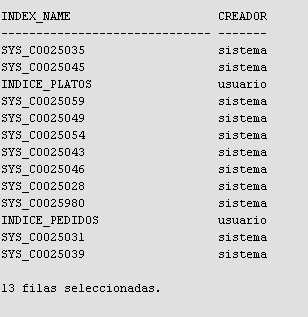 INDEX_NAME CREADOR
------------------------------ -------
SYS_C0025035 sistema
SYS_C0025045 sistema
INDICE_PLATOS usuario
SYS_C0025059 sistema
SYS_C0025049 sistema
SYS_C0025054 sistema
SYS_C0025043 sistema
SYS_C0025046 sistema
SYS_C0025028 sistema
SYS_C0025980 sistema
INDICE_PEDIDOS usuario
SYS_C0025031 sistema
SYS_C0025039 sistema
13 filas seleccionadas.